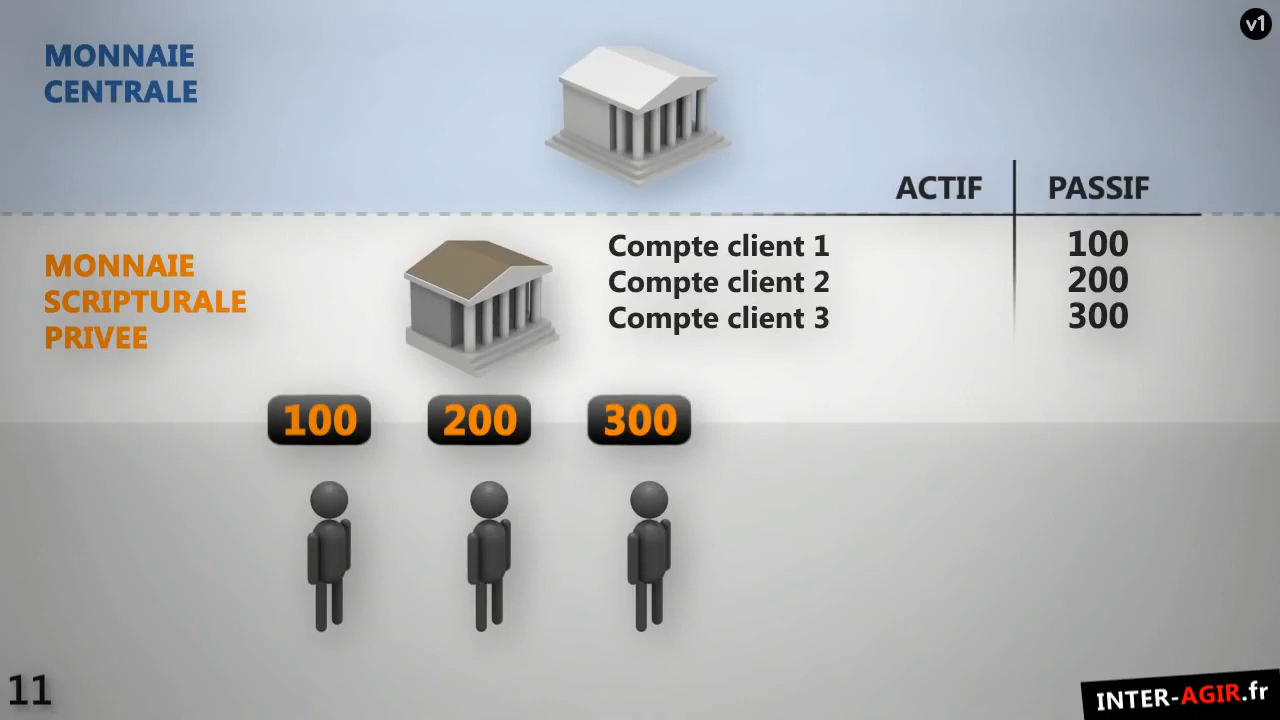 v1
MONNAIE
CENTRALE
ACTIF PASSIF
MONNAIE
SCRIPTURALE
PRIVEE
Compte client 1 100
Compte client 2 200
Compte client 3 300
100 200 300
11
INTER-AGIR.fr